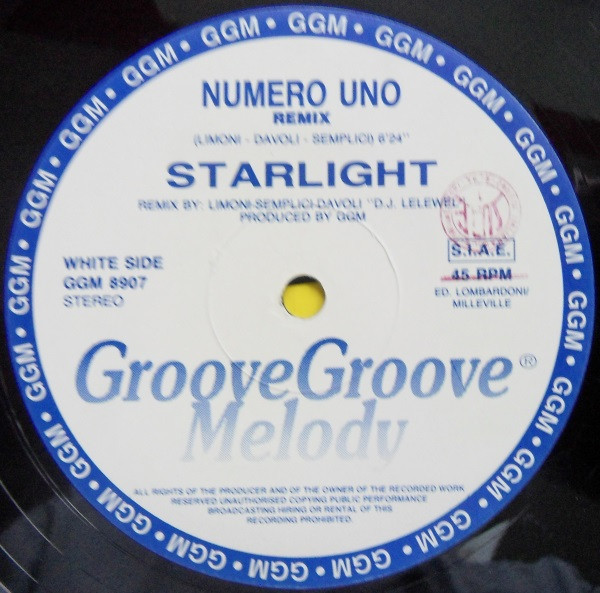 GGM • GGM • GGM • GGM • GGM • GGM • GGM • GGM • GGM • GGM • GGM • GGM • GGM • GGM • GGM • GGM • GGM • GGM • GGM • GGM •
NUMERO UNO
REMIX
(LIMONI - DAVOLI - SEMPLICI) 6'24"
STARLIGHT
REMIX BY: LIMONI-SEMPLICI-DAVOLI "D.J. LELEWEL"
PRODUCED BY GGM
WHITE SIDE
GGM 8907
STEREO
S.I.A.E.
45 RPM
ED. LOMBARDONI/
MILLEVILLE
GrooveGroove®
Melody
ALL RIGHTS OF THE PRODUCER AND OF THE OWNER OF THE RECORDED WORK
RESERVED UNAUTHORISED COPYING PUBLIC PERFORMANCE
BROADCASTING HIRING OR RENTAL OF THIS
RECORDING PROHIBITED.